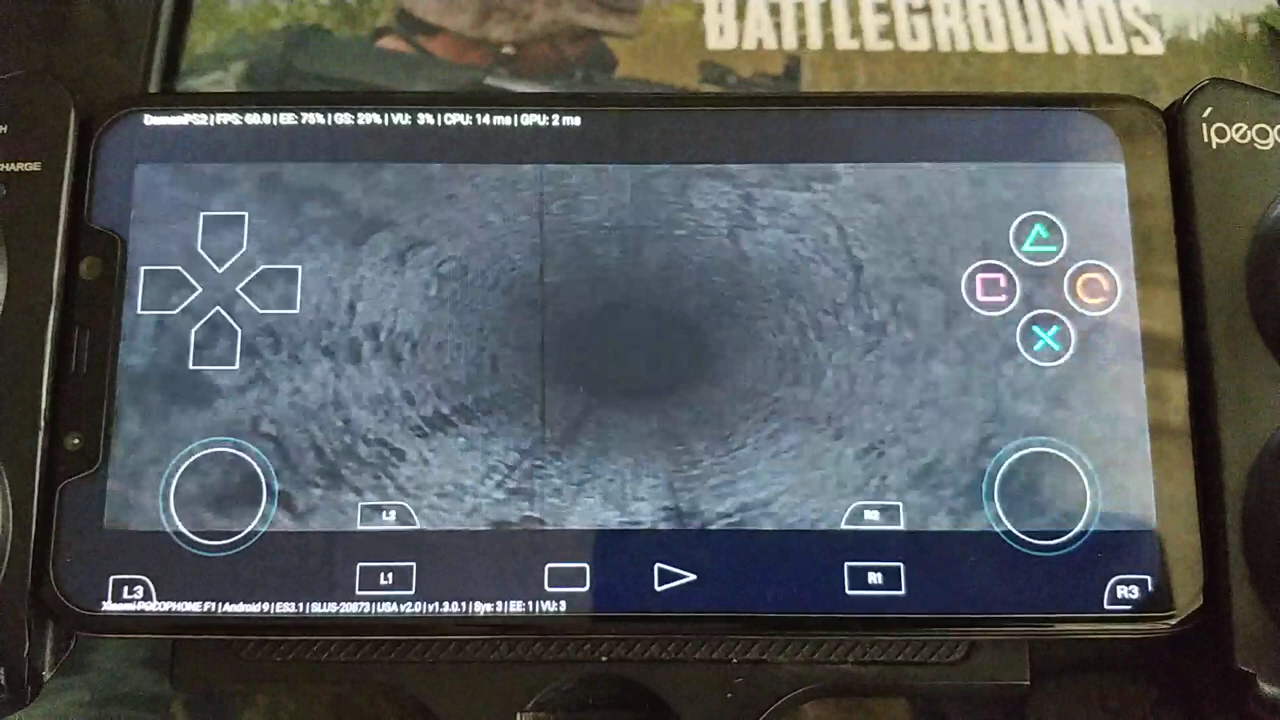 BATTLEGROUNDS
H
CHARGE
ípega
DamonPS2 | FPS: 60.0 | EE: 75% | GS: 29% | VU: 3% | CPU: 14 ms | GPU: 2 ms
L2
R2
L1
R1
L3
R3
Xiaomi POCOPHONE F1 | Android 9 | ES3.1 | SLUS-20873 | USA v2.0 | v1.3.0.1 | Sys: 3 | EE: 1 | VU: 3